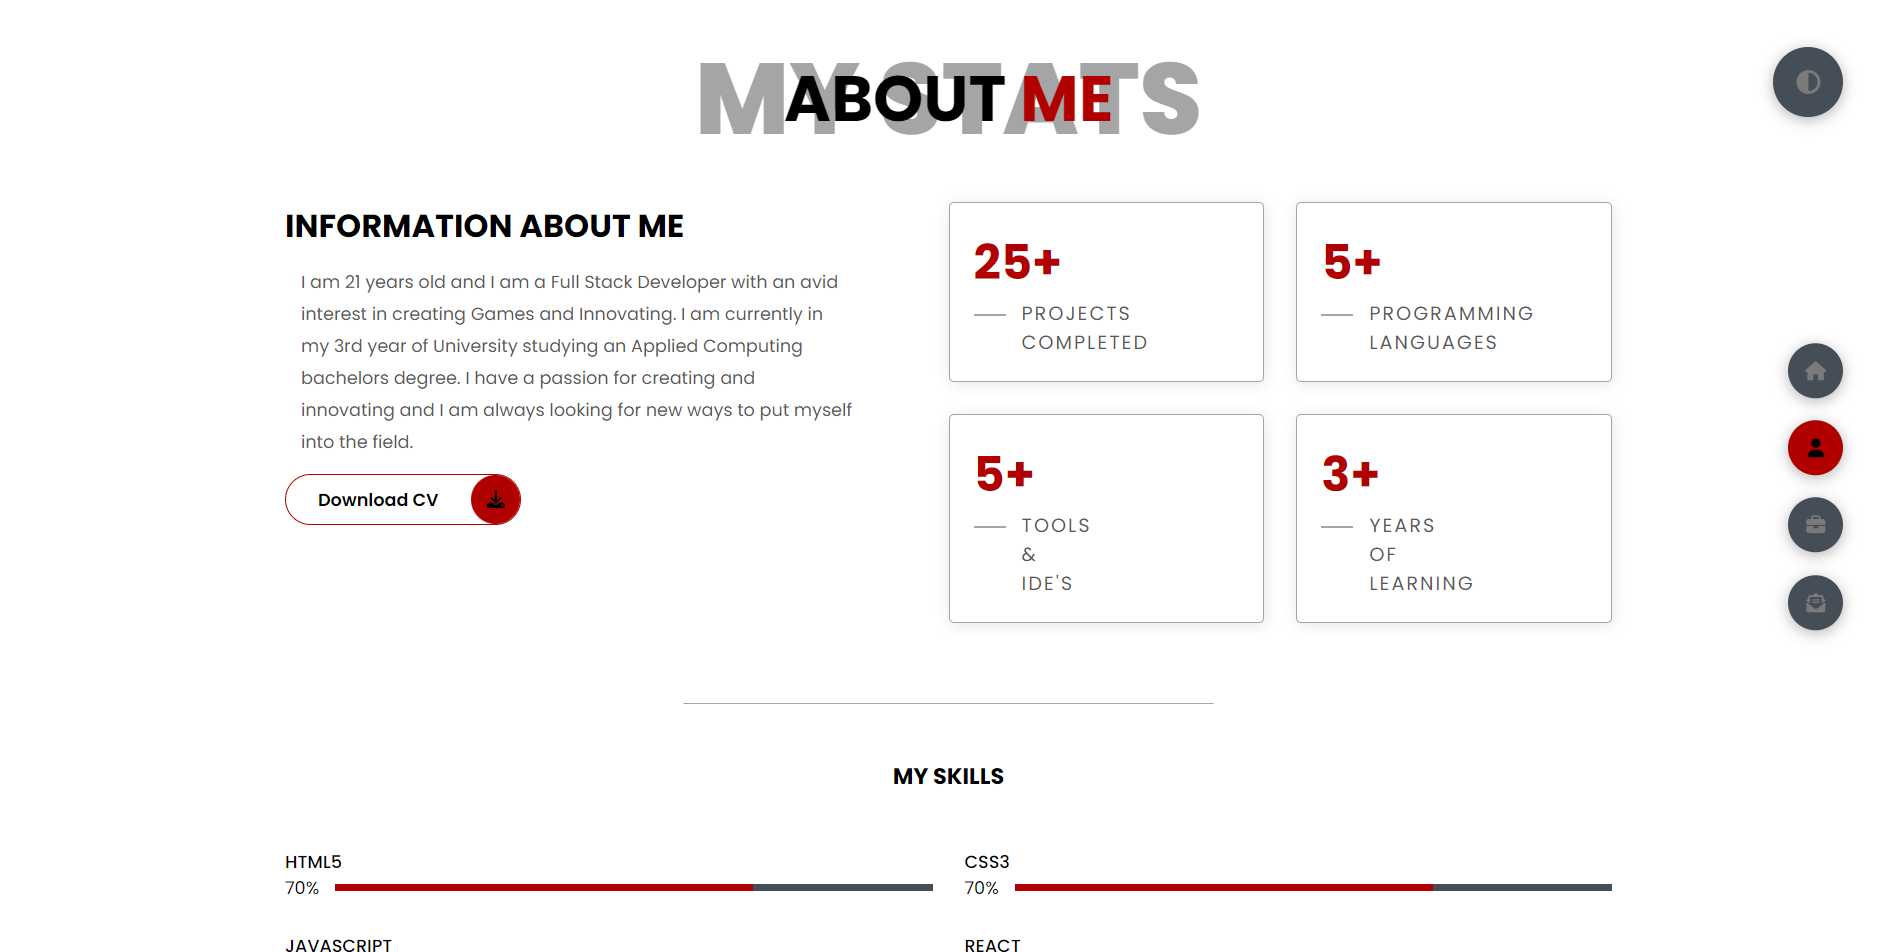 MY STATS
ABOUT ME
INFORMATION ABOUT ME
I am 21 years old and I am a Full Stack Developer with an avid
interest in creating Games and Innovating. I am currently in
my 3rd year of University studying an Applied Computing
bachelors degree. I have a passion for creating and
innovating and I am always looking for new ways to put myself
into the field.
Download CV
25+
PROJECTS
COMPLETED
5+
PROGRAMMING
LANGUAGES
5+
TOOLS
&
IDE'S
3+
YEARS
OF
LEARNING
MY SKILLS
HTML5
70%
CSS3
70%
JAVASCRIPT
REACT